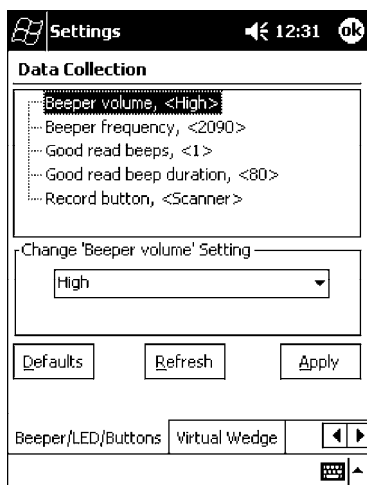 Settings 12:31 ok
Data Collection
Beeper volume, <High>
Beeper frequency, <2090>
Good read beeps, <1>
Good read beep duration, <80>
Record button, <Scanner>
Change 'Beeper volume' Setting
High
Defaults Refresh Apply
Beeper/LED/Buttons Virtual Wedge